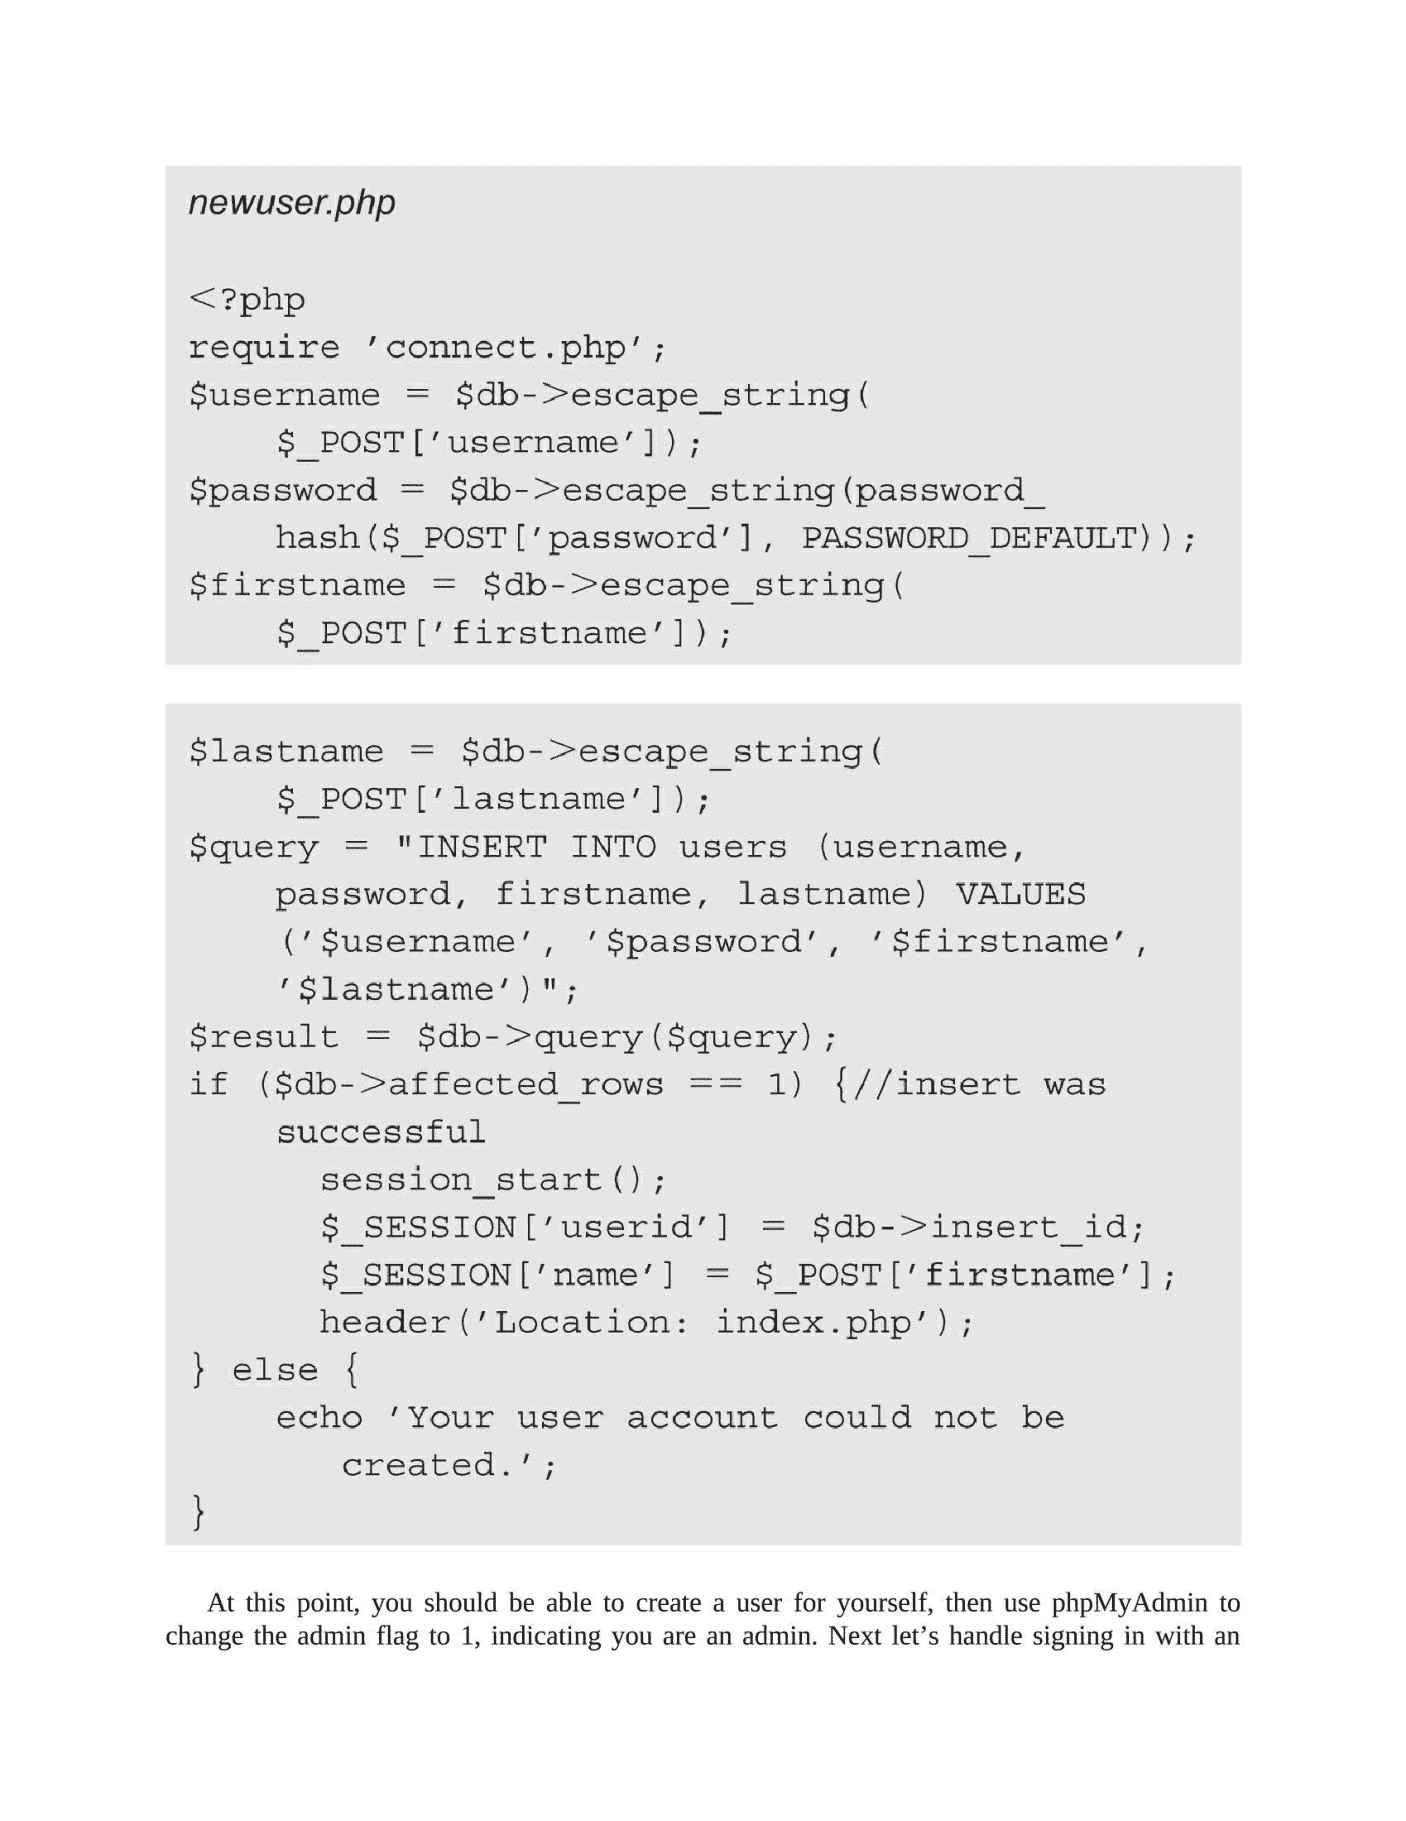 newuser.php
<?php
require 'connect.php';
$username = $db->escape_string(
$_POST['username']);
$password = $db->escape_string(password_
hash($_POST['password'], PASSWORD_DEFAULT));
$firstname = $db->escape_string(
$_POST['firstname']);
$lastname = $db->escape_string(
$_POST['lastname']);
$query = "INSERT INTO users (username,
password, firstname, lastname) VALUES
('$username', '$password', '$firstname',
'$lastname')";
$result = $db->query($query);
if ($db->affected_rows == 1) {//insert was
successful
session_start();
$_SESSION['userid'] = $db->insert_id;
$_SESSION['name'] = $_POST['firstname'];
header('Location: index.php');
} else {
echo 'Your user account could not be
created.';
}
At this point, you should be able to create a user for yourself, then use phpMyAdmin to
change the admin flag to 1, indicating you are an admin. Next let’s handle signing in with an